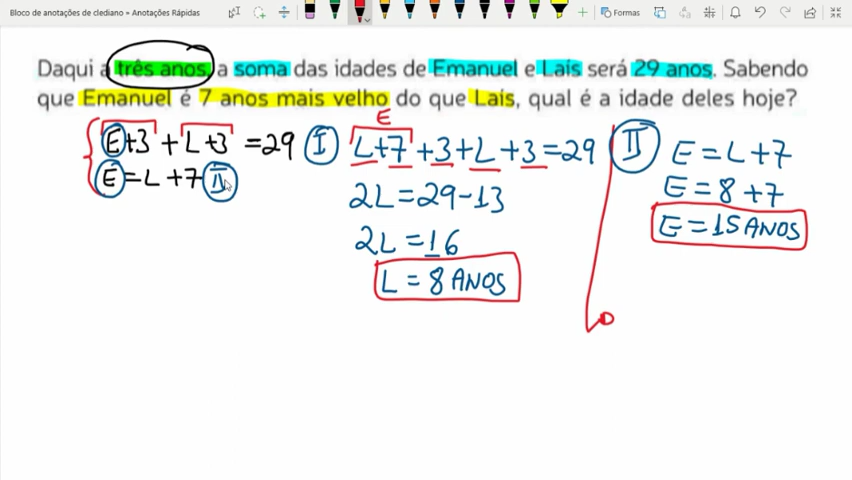 Bloco de anotações de clediano » Anotações Rápidas
Formas
Daqui a três anos, a soma das idades de Emanuel e Lais será 29 anos. Sabendo
que Emanuel é 7 anos mais velho do que Lais, qual é a idade deles hoje?
E+3 + L+3 = 29 I
E = L + 7 II
E
L+7 + 3 + L + 3 = 29
2L = 29 - 13
2L = 16
L = 8 ANOS
II E = L + 7
E = 8 + 7
E = 15 ANOS